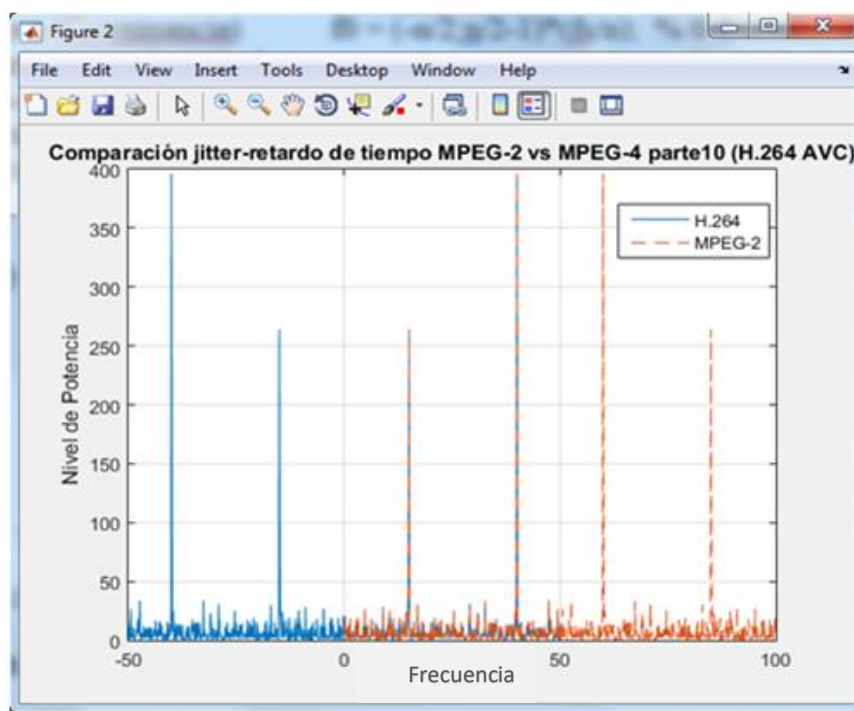 Figure 2
File Edit View Insert Tools Desktop Window Help
Comparación jitter-retardo de tiempo MPEG-2 vs MPEG-4 parte10 (H.264 AVC)
400
350
300
250
200
150
100
50
0
Nivel de Potencia
H.264
MPEG-2
-50 0 50 100
Frecuencia